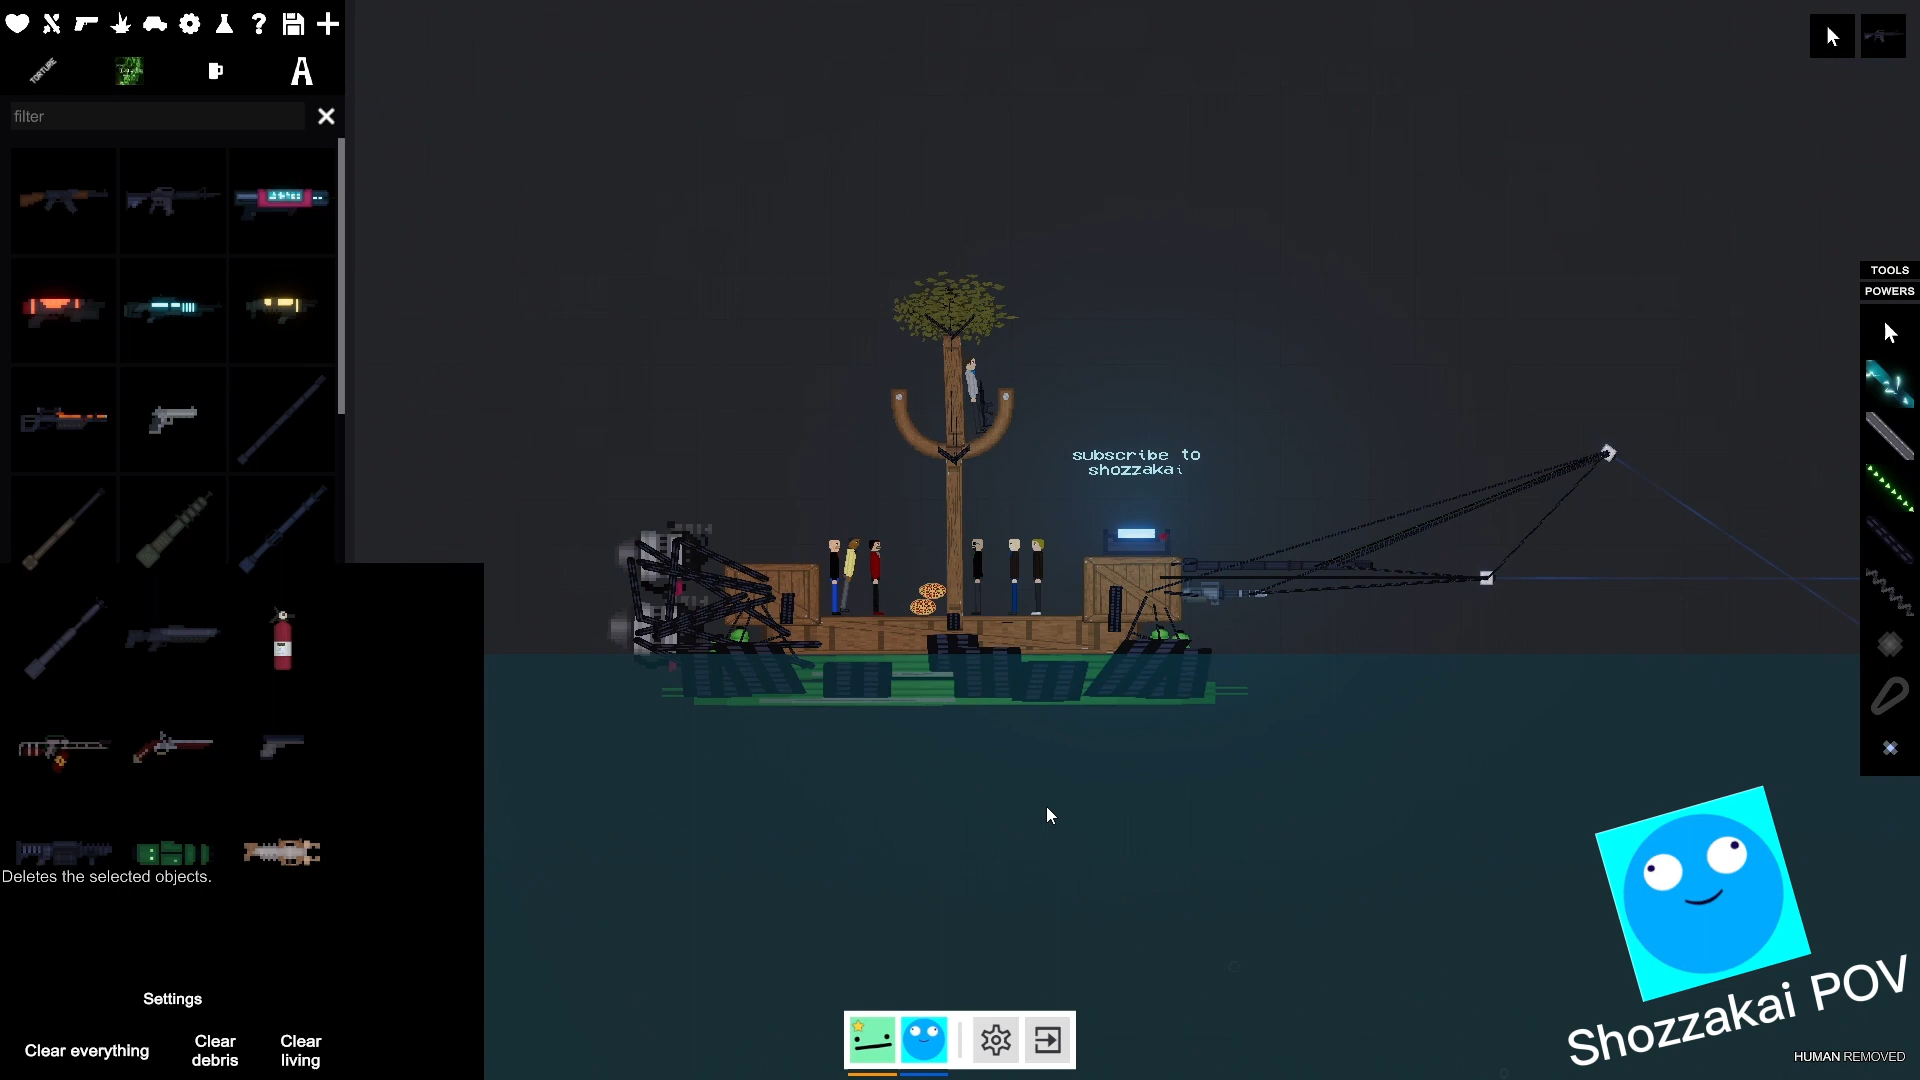 TORTURE
A
filter
TOOLS
POWERS
subscribe to
shozzakai
Deletes the selected objects.
Settings
Clear everything
Clear
debris
Clear
living
Shozzakai POV
HUMAN REMOVED